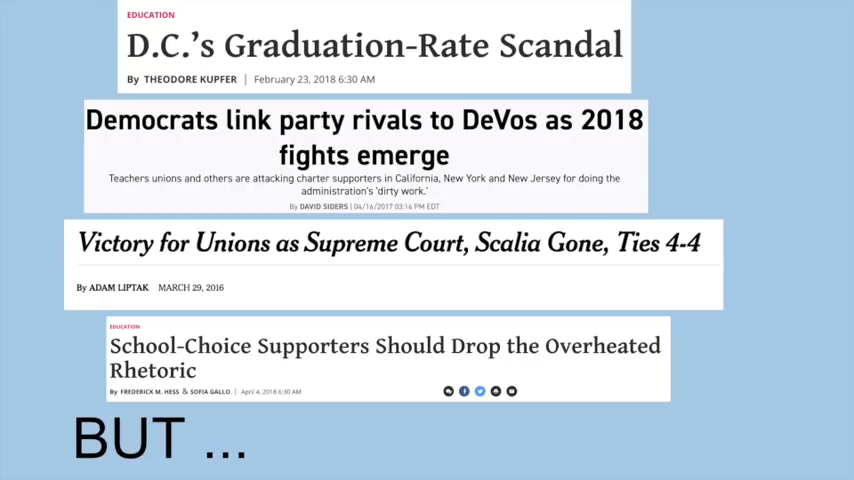 EDUCATION
D.C.’s Graduation-Rate Scandal
By THEODORE KUPFER | February 23, 2018 6:30 AM
Democrats link party rivals to DeVos as 2018
fights emerge
Teachers unions and others are attacking charter supporters in California, New York and New Jersey for doing the
administration's 'dirty work.'
By DAVID SIDERS | 04/16/2017 03:16 PM EDT
Victory for Unions as Supreme Court, Scalia Gone, Ties 4-4
By ADAM LIPTAK MARCH 29, 2016
EDUCATION
School-Choice Supporters Should Drop the Overheated
Rhetoric
By FREDERICK M. HESS & SOFIA GALLO | April 4, 2018 6:30 AM
BUT ...